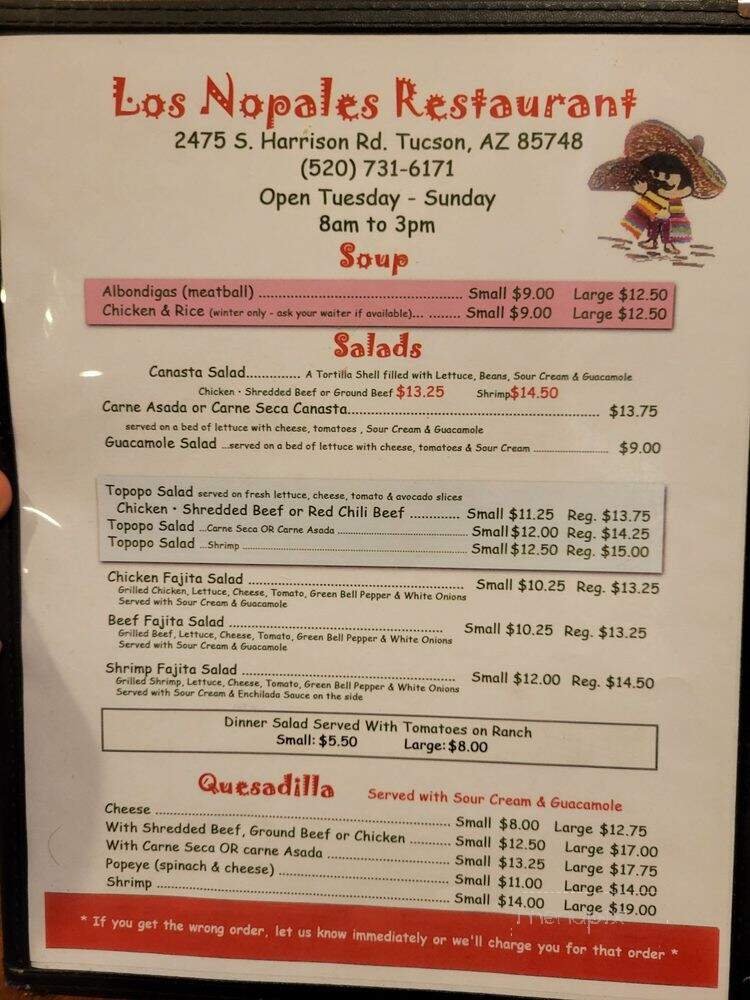 Los Nopales Restaurant
2475 S. Harrison Rd. Tucson, AZ 85748
(520) 731-6171
Open Tuesday - Sunday
8am to 3pm
Soup
Albondigas (meatball) ........ Small $9.00 Large $12.50
Chicken & Rice (winter only - ask your waiter if available)... ........ Small $9.00 Large $12.50
Salads
Canasta Salad............. A Tortilla Shell filled with Lettuce, Beans, Sour Cream & Guacamole
Chicken • Shredded Beef or Ground Beef $13.25 Shrimp$14.50
Carne Asada or Carne Seca Canasta........ $13.75
served on a bed of lettuce with cheese, tomatoes , Sour Cream & Guacamole
Guacamole Salad ...served on a bed of lettuce with cheese, tomatoes & Sour Cream ........ $9.00
Topopo Salad served on fresh lettuce, cheese, tomato & avocado slices
Chicken • Shredded Beef or Red Chili Beef ............ Small $11.25 Reg. $13.75
Topopo Salad ...Carne Seca OR Carne Asada ........ Small $12.00 Reg. $14.25
Topopo Salad ...Shrimp ........ Small $12.50 Reg. $15.00
Chicken Fajita Salad ........ Small $10.25 Reg. $13.25
Grilled Chicken, Lettuce, Cheese, Tomato, Green Bell Pepper & White Onions
Served with Sour Cream & Guacamole
Beef Fajita Salad ........ Small $10.25 Reg. $13.25
Grilled Beef, Lettuce, Cheese, Tomato, Green Bell Pepper & White Onions
Served with Sour Cream & Guacamole
Shrimp Fajita Salad ........ Small $12.00 Reg. $14.50
Grilled Shrimp, Lettuce, Cheese, Tomato, Green Bell Pepper & White Onions
Served with Sour Cream & Enchilada Sauce on the side
Dinner Salad Served With Tomatoes on Ranch
Small: $5.50 Large: $8.00
Quesadilla Served with Sour Cream & Guacamole
Cheese ........ Small $8.00 Large $12.75
With Shredded Beef, Ground Beef or Chicken ........ Small $12.50 Large $17.00
With Carne Seca OR carne Asada ........ Small $13.25 Large $17.75
Popeye (spinach & cheese) ........ Small $11.00 Large $14.00
Shrimp ........ Small $14.00 Large $19.00
* If you get the wrong order, let us know immediately or we'll charge you for that order *